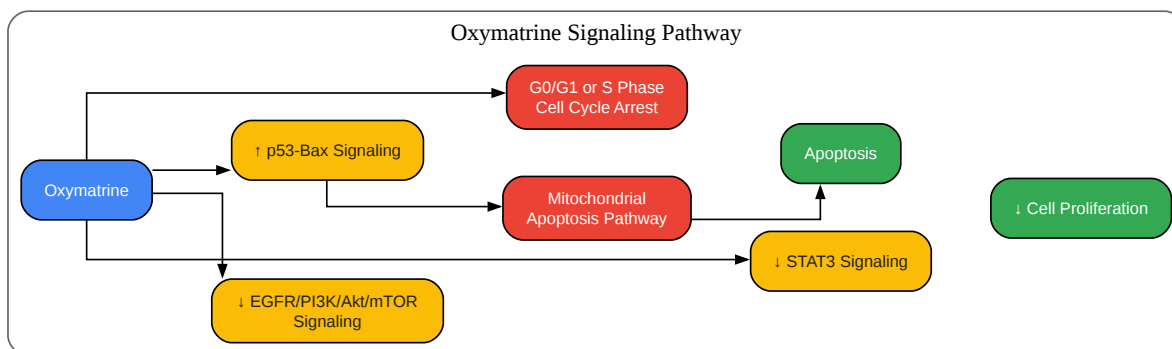 Oxymatrine Signaling Pathway
G0/G1 or S Phase
Cell Cycle Arrest
↑ p53-Bax Signaling
Apoptosis
Oxymatrine
Mitochondrial
Apoptosis Pathway
↓ Cell Proliferation
↓ STAT3 Signaling
↓ EGFR/PI3K/Akt/mTOR
Signaling